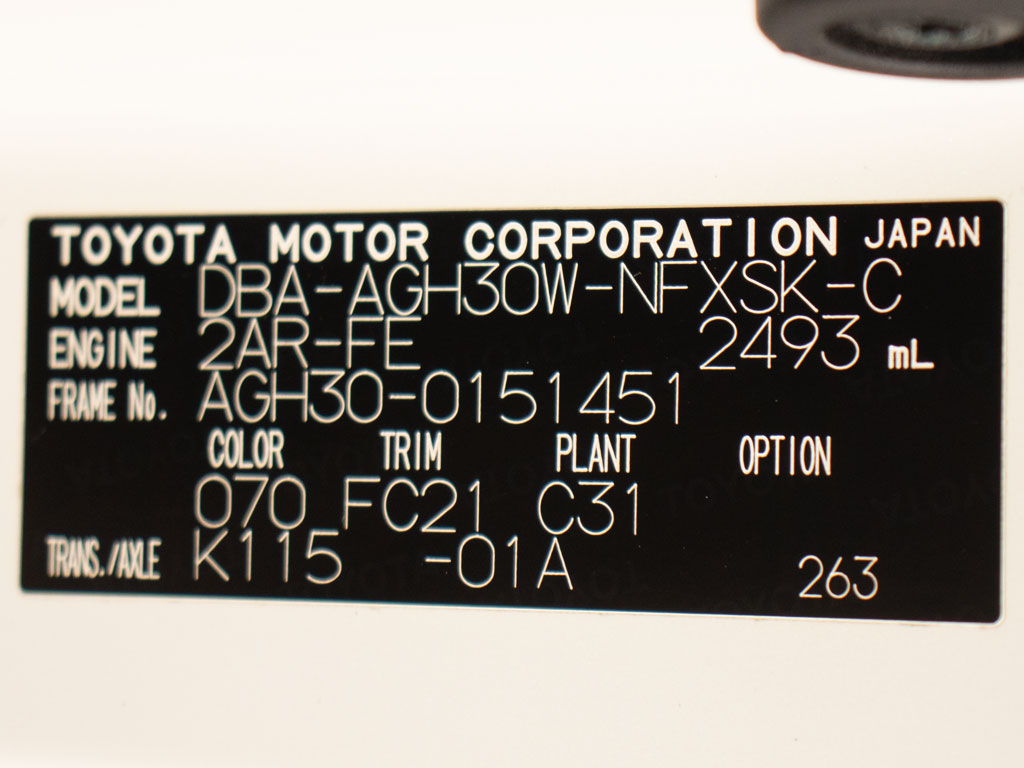 TOYOTA MOTOR CORPORATION JAPAN
MODEL DBA-AGH30W-NFXSK-C
ENGINE 2AR-FE 2493 mL
FRAME No. AGH30-0151451
COLOR TRIM PLANT OPTION
070 FC21 C31
TRANS./AXLE K115 -01A 263